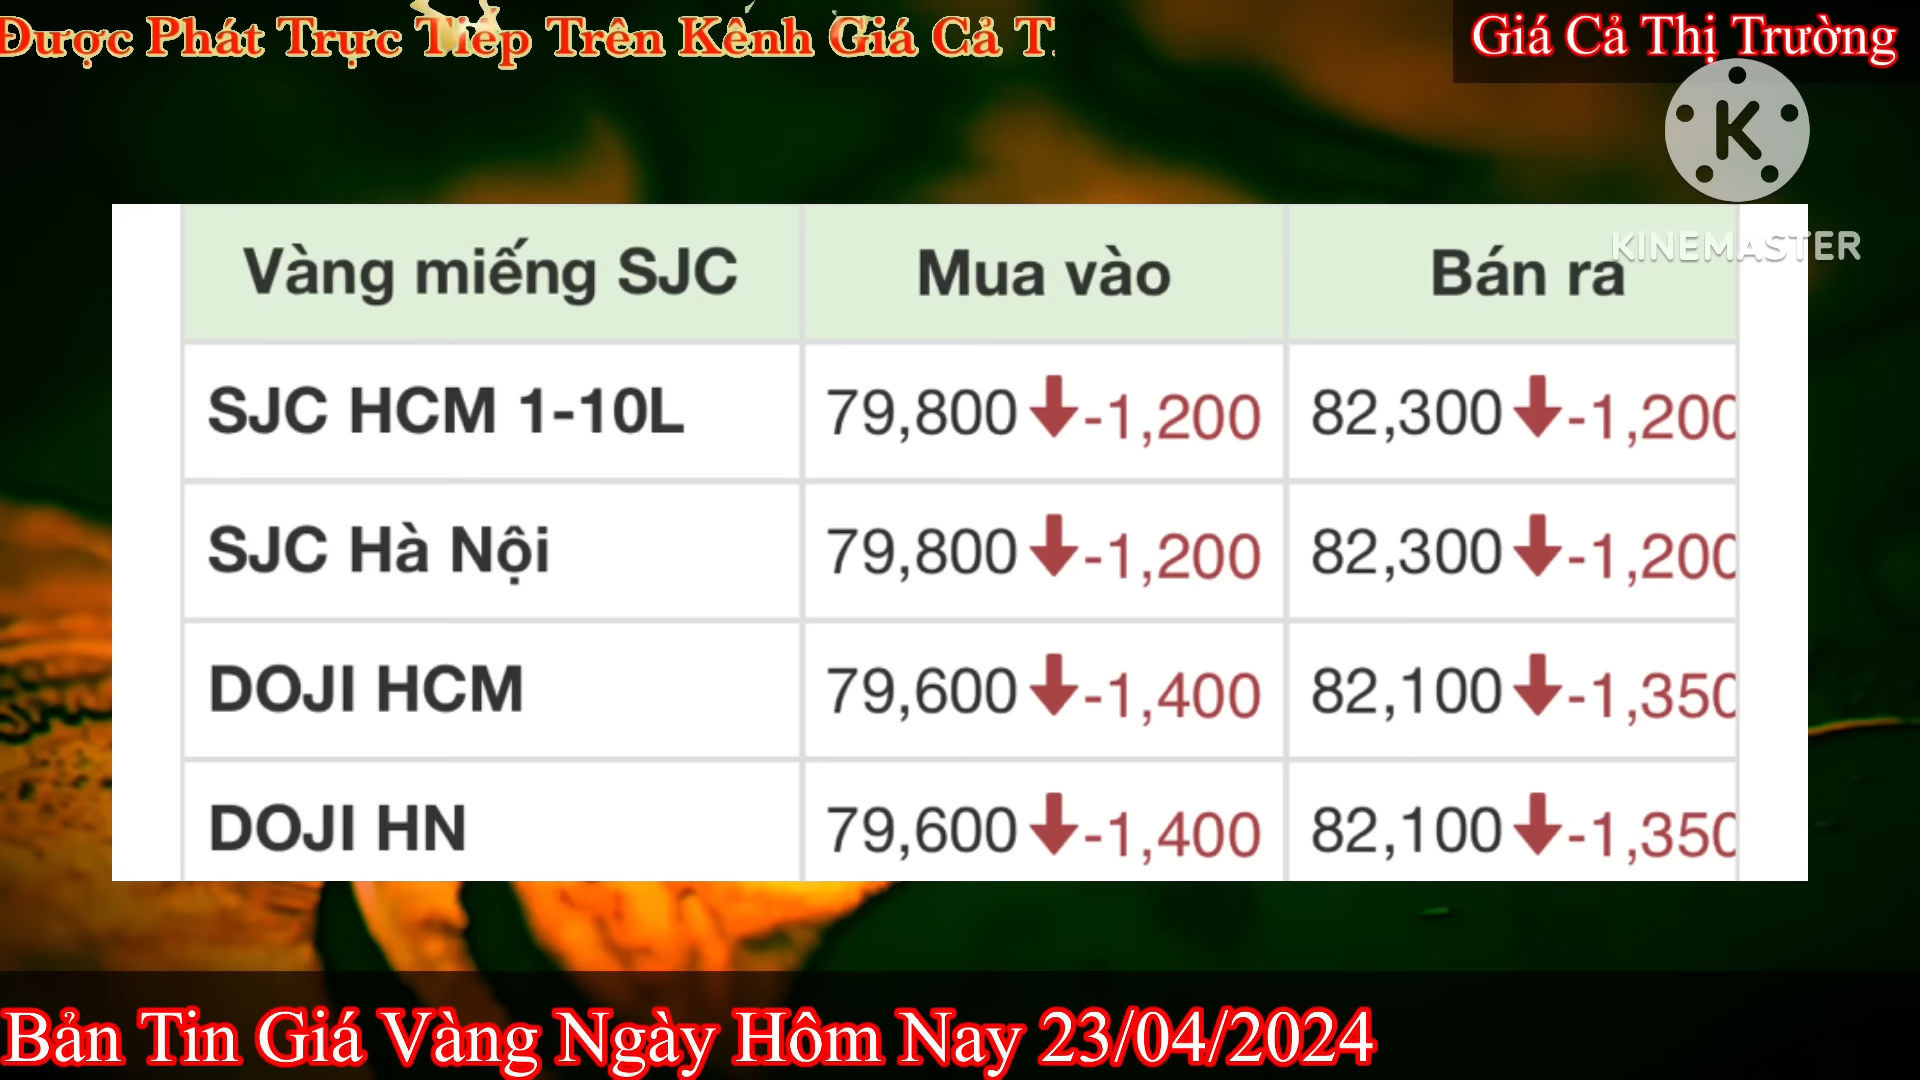 Được Phát Trực Tiếp Trên Kênh Giá Cả T
Giá Cả Thị Trường
K
KINEMASTER
Vàng miếng SJC Mua vào Bán ra
SJC HCM 1-10L 79,800 -1,200 82,300 -1,200
SJC Hà Nội 79,800 -1,200 82,300 -1,200
DOJI HCM 79,600 -1,400 82,100 -1,350
DOJI HN 79,600 -1,400 82,100 -1,350
Bản Tin Giá Vàng Ngày Hôm Nay 23/04/2024